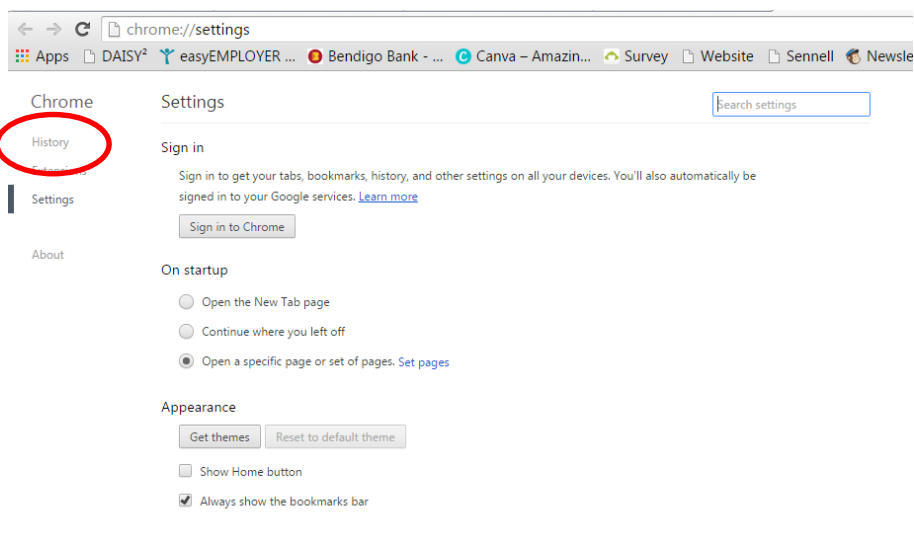 chrome://settings
Apps DAISY² easyEMPLOYER ... Bendigo Bank - ... Canva – Amazin... Survey Website Sennell Newsle
Chrome
Settings
Search settings
History
Extensions
Settings
About
Sign in
Sign in to get your tabs, bookmarks, history, and other settings on all your devices. You'll also automatically be
signed in to your Google services. Learn more
Sign in to Chrome
On startup
Open the New Tab page
Continue where you left off
Open a specific page or set of pages. Set pages
Appearance
Get themes Reset to default theme
Show Home button
Always show the bookmarks bar